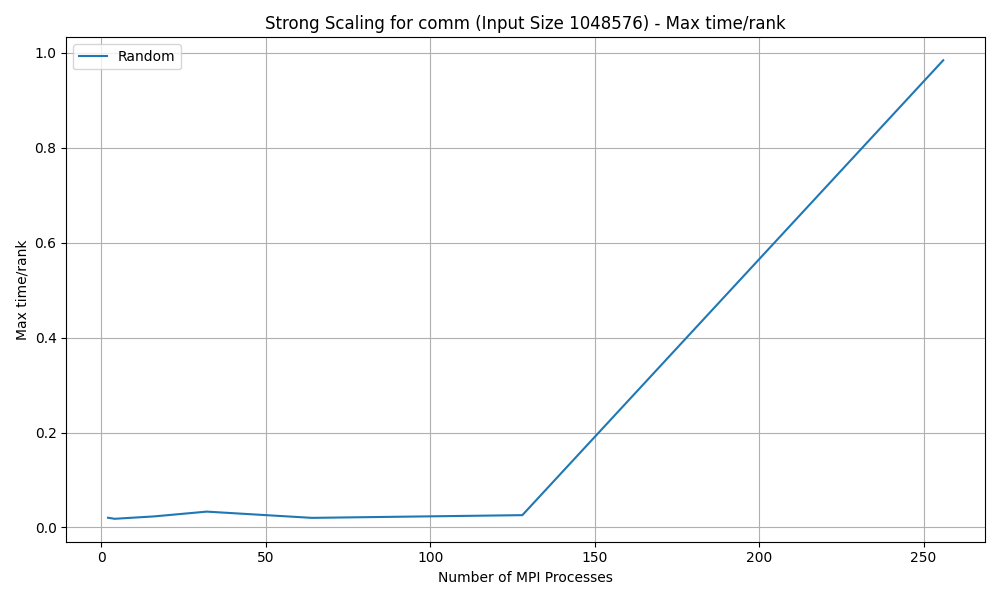 Strong Scaling for comm (Input Size 1048576) - Max time/rank
Random
1.0
0.8
0.6
0.4
0.2
0.0
Max time/rank
0 50 100 150 200 250
Number of MPI Processes